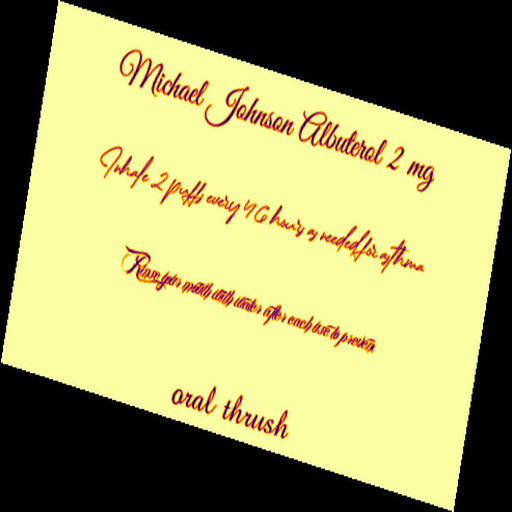 Michael Johnson Albuterol 2 mg
Inhale 2 puffs every 4 6 hours as needed for asthma
Rinse your mouth with water after each use to prevent
oral thrush